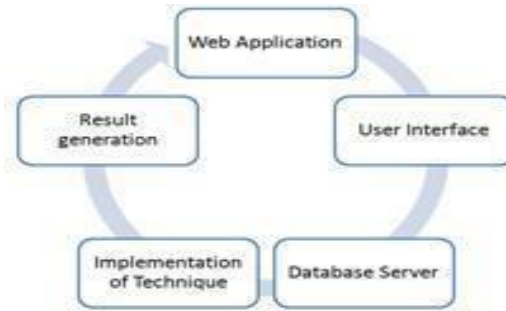 Web Application
User Interface
Database Server
Implementation
of Technique
Result
generation